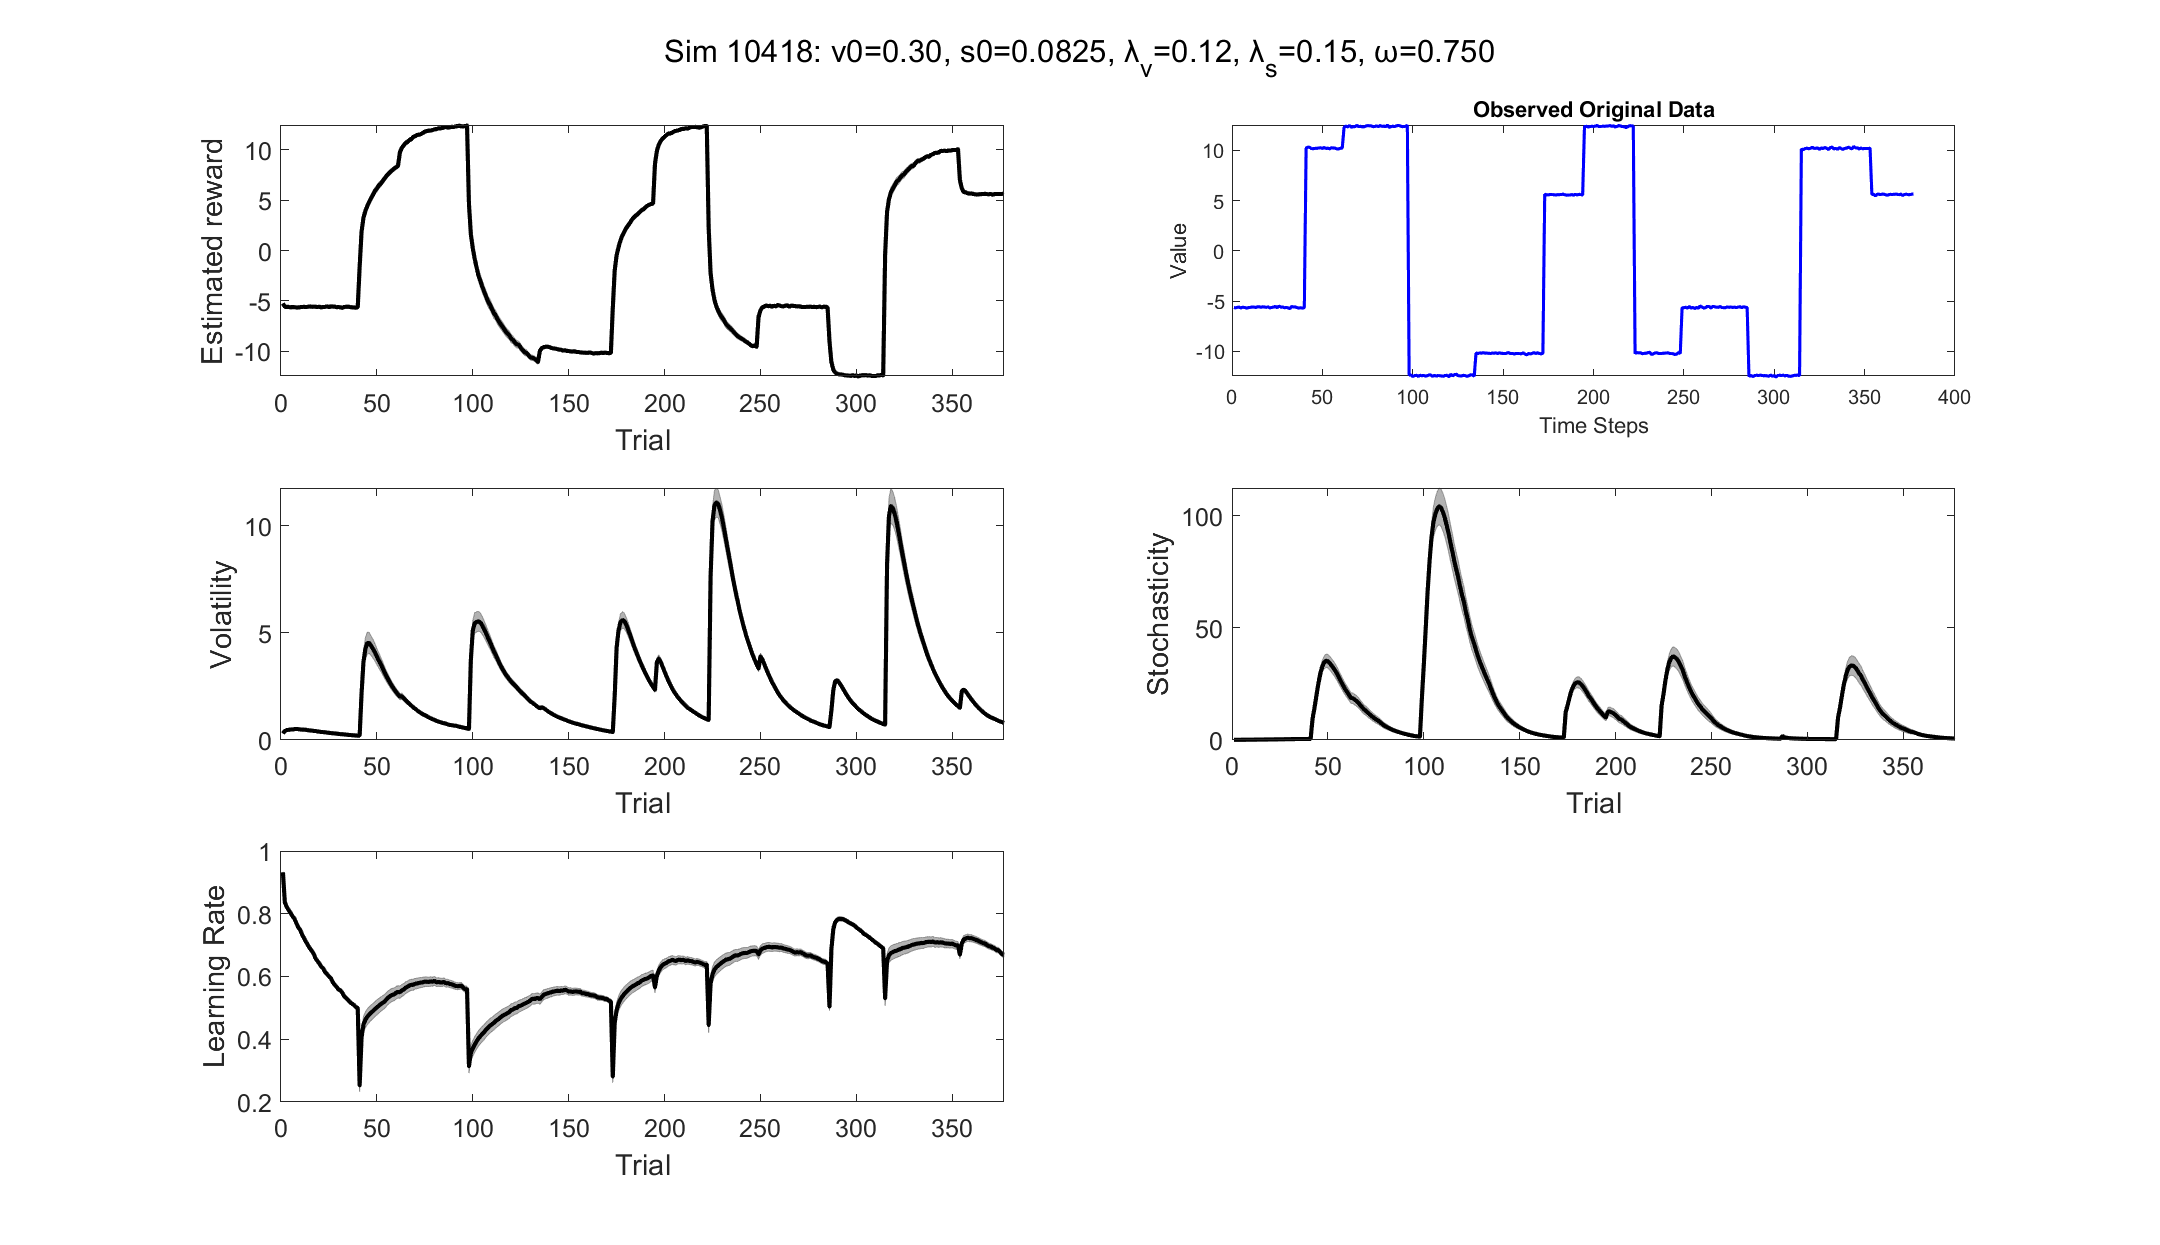 Sim 10418: v0=0.30, s0=0.0825, λv=0.12, λs=0.15, ω=0.750
Estimated reward
10
5
0
-5
-10
0 50 100 150 200 250 300 350
Trial
Observed Original Data
Value
10
5
0
-5
-10
0 50 100 150 200 250 300 350 400
Time Steps
Volatility
10
5
0
0 50 100 150 200 250 300 350
Trial
Stochasticity
100
50
0
0 50 100 150 200 250 300 350
Trial
Learning Rate
1
0.8
0.6
0.4
0.2
0 50 100 150 200 250 300 350
Trial